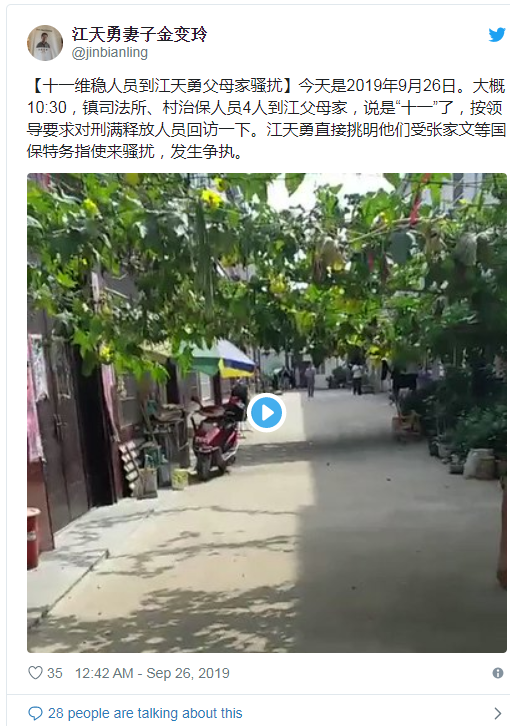 江天勇妻子金变玲
@jinbianling
【十一维稳人员到江天勇父母家骚扰】今天是2019年9月26日。大概
10:30，镇司法所、村治保人员4人到江父母家，说是“十一”了，按领
导要求对刑满释放人员回访一下。江天勇直接挑明他们受张家文等国
保特务指使来骚扰，发生争执。
35 12:42 AM - Sep 26, 2019
28 people are talking about this